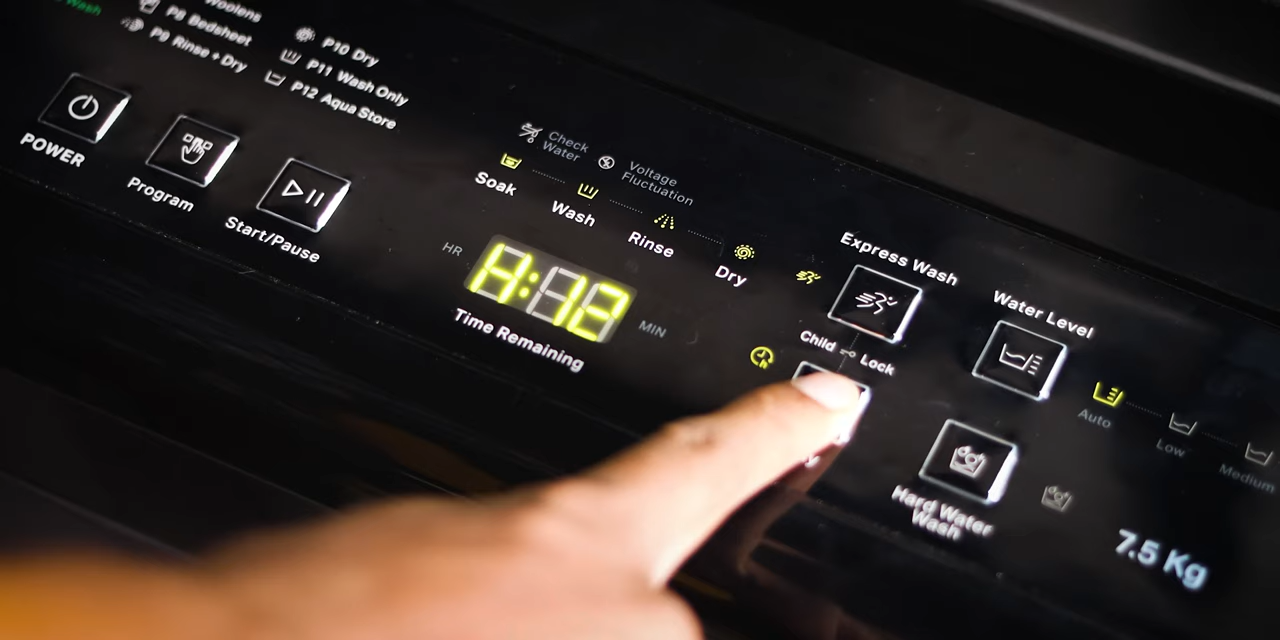 Wash
Woolens
P8 Bedsheet
P9 Rinse + Dry
P10 Dry
P11 Wash Only
P12 Aqua Store
POWER
Program
Start/Pause
Check
Water
Voltage
Fluctuation
Soak
Wash
Rinse
Dry
HR
H:12
MIN
Time Remaining
Express Wash
Child Lock
Water Level
Auto
Low
Medium
Hard Water
Wash
7.5 Kg